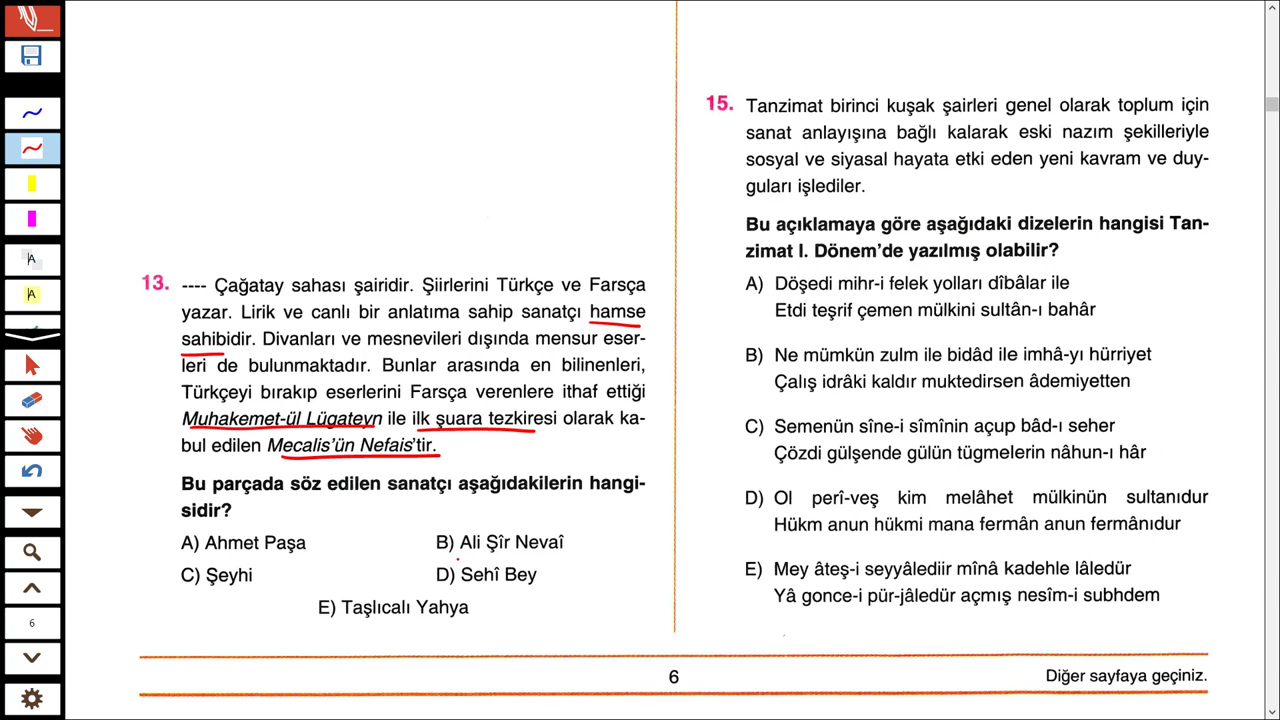 13. ---- Çağatay sahası şairidir. Şiirlerini Türkçe ve Farsça
yazar. Lirik ve canlı bir anlatıma sahip sanatçı hamse
sahibidir. Divanları ve mesnevileri dışında mensur eser-
leri de bulunmaktadır. Bunlar arasında en bilinenleri,
Türkçeyi bırakıp eserlerini Farsça verenlere ithaf ettiği
Muhakemet-ül Lügateyn ile ilk şuara tezkiresi olarak ka-
bul edilen Mecalis'ün Nefais'tir.
Bu parçada söz edilen sanatçı aşağıdakilerin hangi-
sidir?
A) Ahmet Paşa
B) Ali Şîr Nevaî
C) Şeyhi
D) Sehî Bey
E) Taşlıcalı Yahya
15. Tanzimat birinci kuşak şairleri genel olarak toplum için
sanat anlayışına bağlı kalarak eski nazım şekilleriyle
sosyal ve siyasal hayata etki eden yeni kavram ve duy-
guları işlediler.
Bu açıklamaya göre aşağıdaki dizelerin hangisi Tan-
zimat I. Dönem'de yazılmış olabilir?
A) Döşedi mihr-i felek yolları dîbâlar ile
Etdi teşrif çemen mülkini sultân-ı bahâr
B) Ne mümkün zulm ile bidâd ile imhâ-yı hürriyet
Çalış idrâki kaldır muktedirsen âdemiyetten
C) Semenün sîne-i sîmînin açup bâd-ı seher
Çözdi gülşende gülün tügmelerin nâhun-ı hâr
D) Ol perî-veş kim melâhet mülkinün sultanıdur
Hükm anun hükmi mana fermân anun fermânıdur
E) Mey âteş-i seyyâlediir mînâ kadehle lâledür
Yâ gonce-i pür-jâledür açmış nesîm-i subhdem
6
Diğer sayfaya geçiniz.
A
A
6